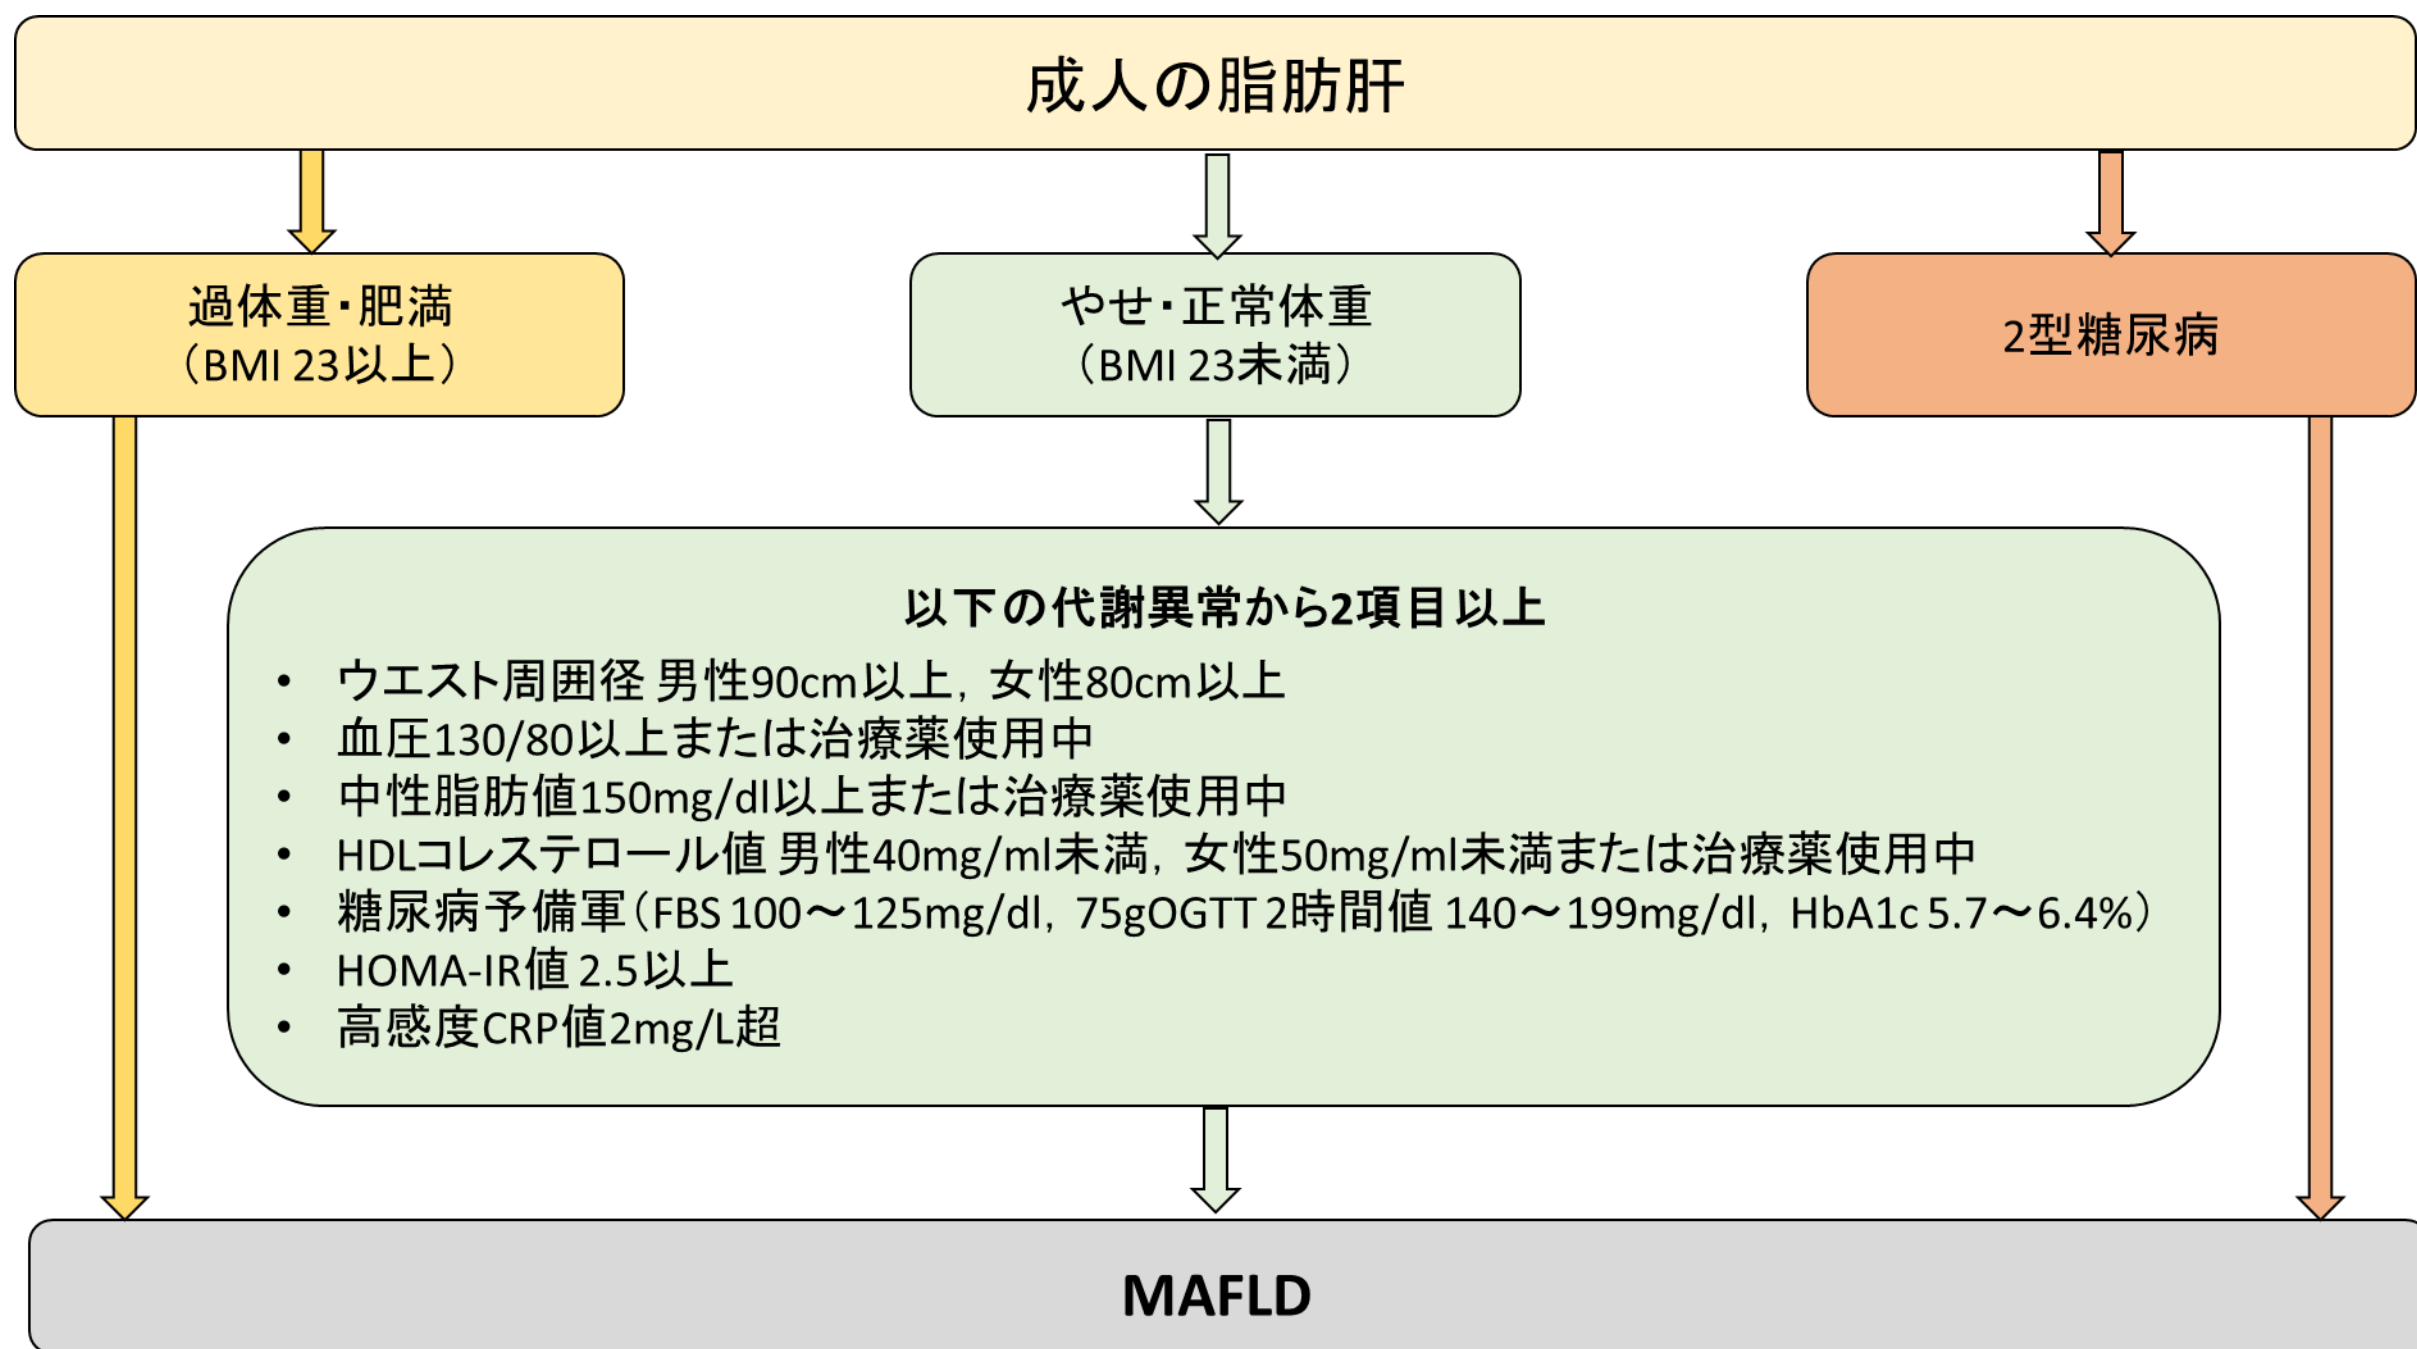 成人の脂肪肝
過体重・肥満
（BMI 23以上）
やせ・正常体重
（BMI 23未満）
2型糖尿病
以下の代謝異常から2項目以上
• ウエスト周囲径 男性90cm以上，女性80cm以上
• 血圧130/80以上または治療薬使用中
• 中性脂肪値150mg/dl以上または治療薬使用中
• HDLコレステロール値 男性40mg/ml未満，女性50mg/ml未満または治療薬使用中
• 糖尿病予備軍（FBS 100～125mg/dl，75gOGTT 2時間値 140～199mg/dl，HbA1c 5.7～6.4%）
• HOMA-IR値 2.5以上
• 高感度CRP値2mg/L超
MAFLD